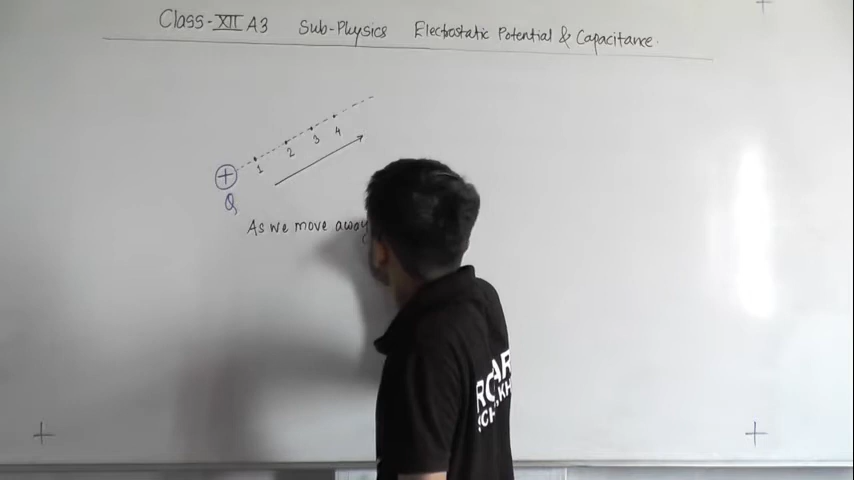 Class-XII A3 Sub-Physics Electrostatic Potential & Capacitance.
1 2 3 4
+
Q
As we move away